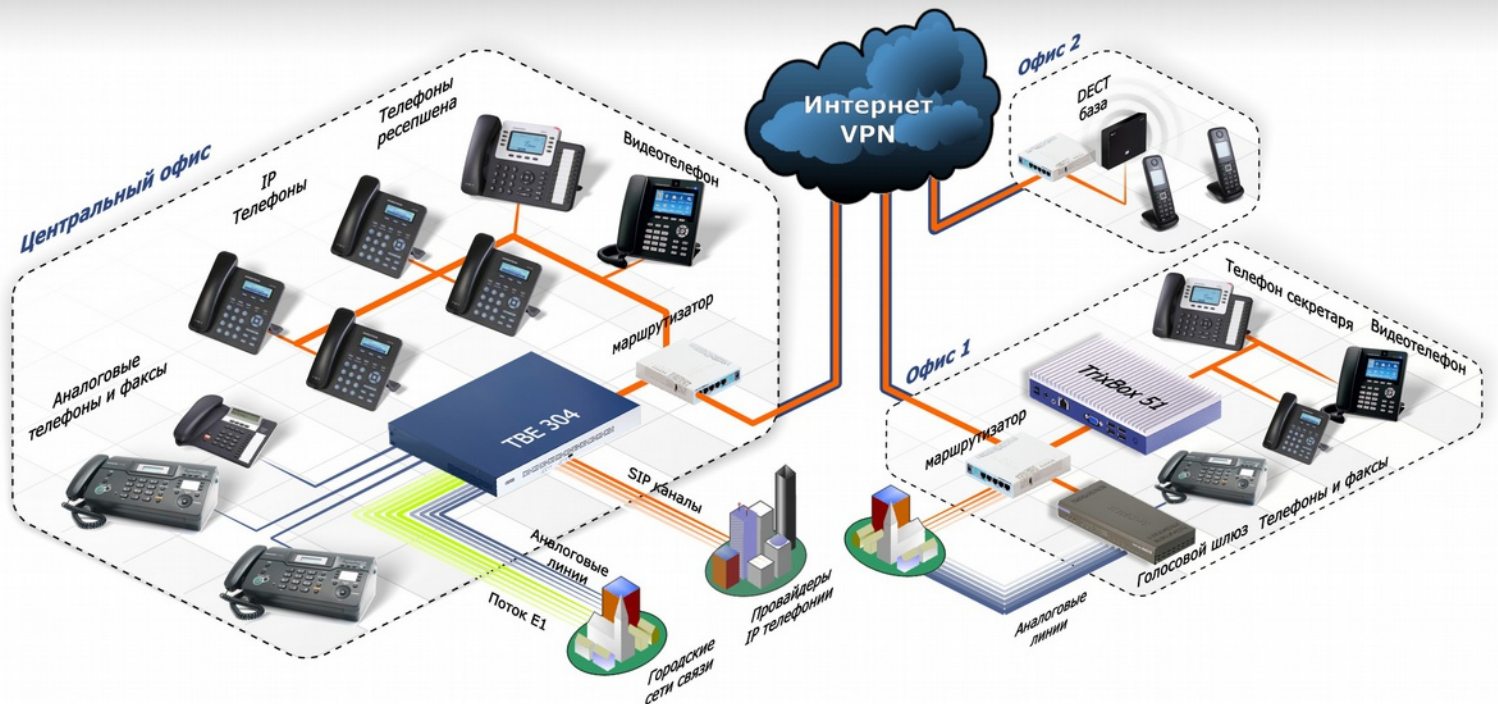 Центральный офис
Телефоны
ресепшена
IP
Телефоны
Видеотелефон
маршрутизатор
Аналоговые
телефоны и факсы
TBE 304
SIP каналы
Аналоговые
линии
Поток E1
Городские
сети связи
Провайдеры
IP телефонии
Интернет
VPN
Офис 2
DECT
база
Офис 1
Телефон секретаря
Видеотелефон
TrixBox 51
маршрутизатор
Телефоны и факсы
Голосовой шлюз
Аналоговые
линии